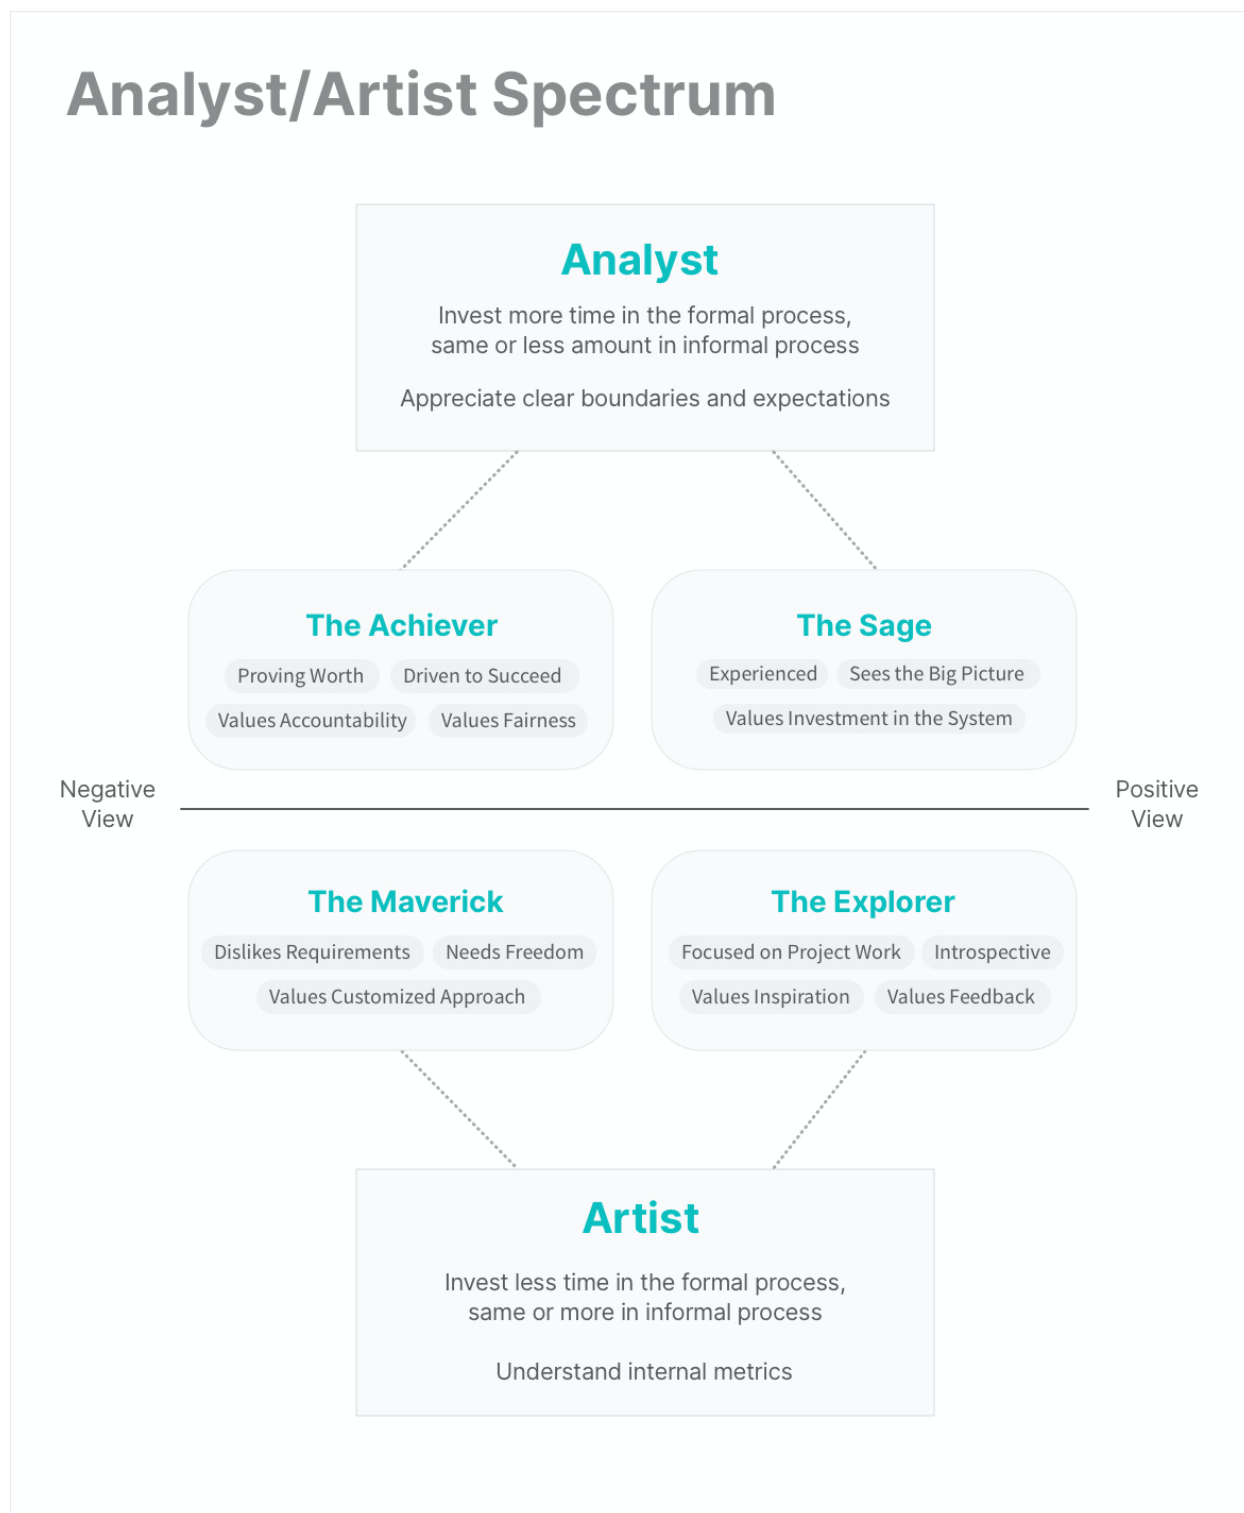 Analyst/Artist Spectrum
Analyst
Invest more time in the formal process,
same or less amount in informal process
Appreciate clear boundaries and expectations
The Achiever
Proving Worth
Driven to Succeed
Values Accountability
Values Fairness
The Sage
Experienced
Sees the Big Picture
Values Investment in the System
Negative
View
Positive
View
The Maverick
Dislikes Requirements
Needs Freedom
Values Customized Approach
The Explorer
Focused on Project Work
Introspective
Values Inspiration
Values Feedback
Artist
Invest less time in the formal process,
same or more in informal process
Understand internal metrics